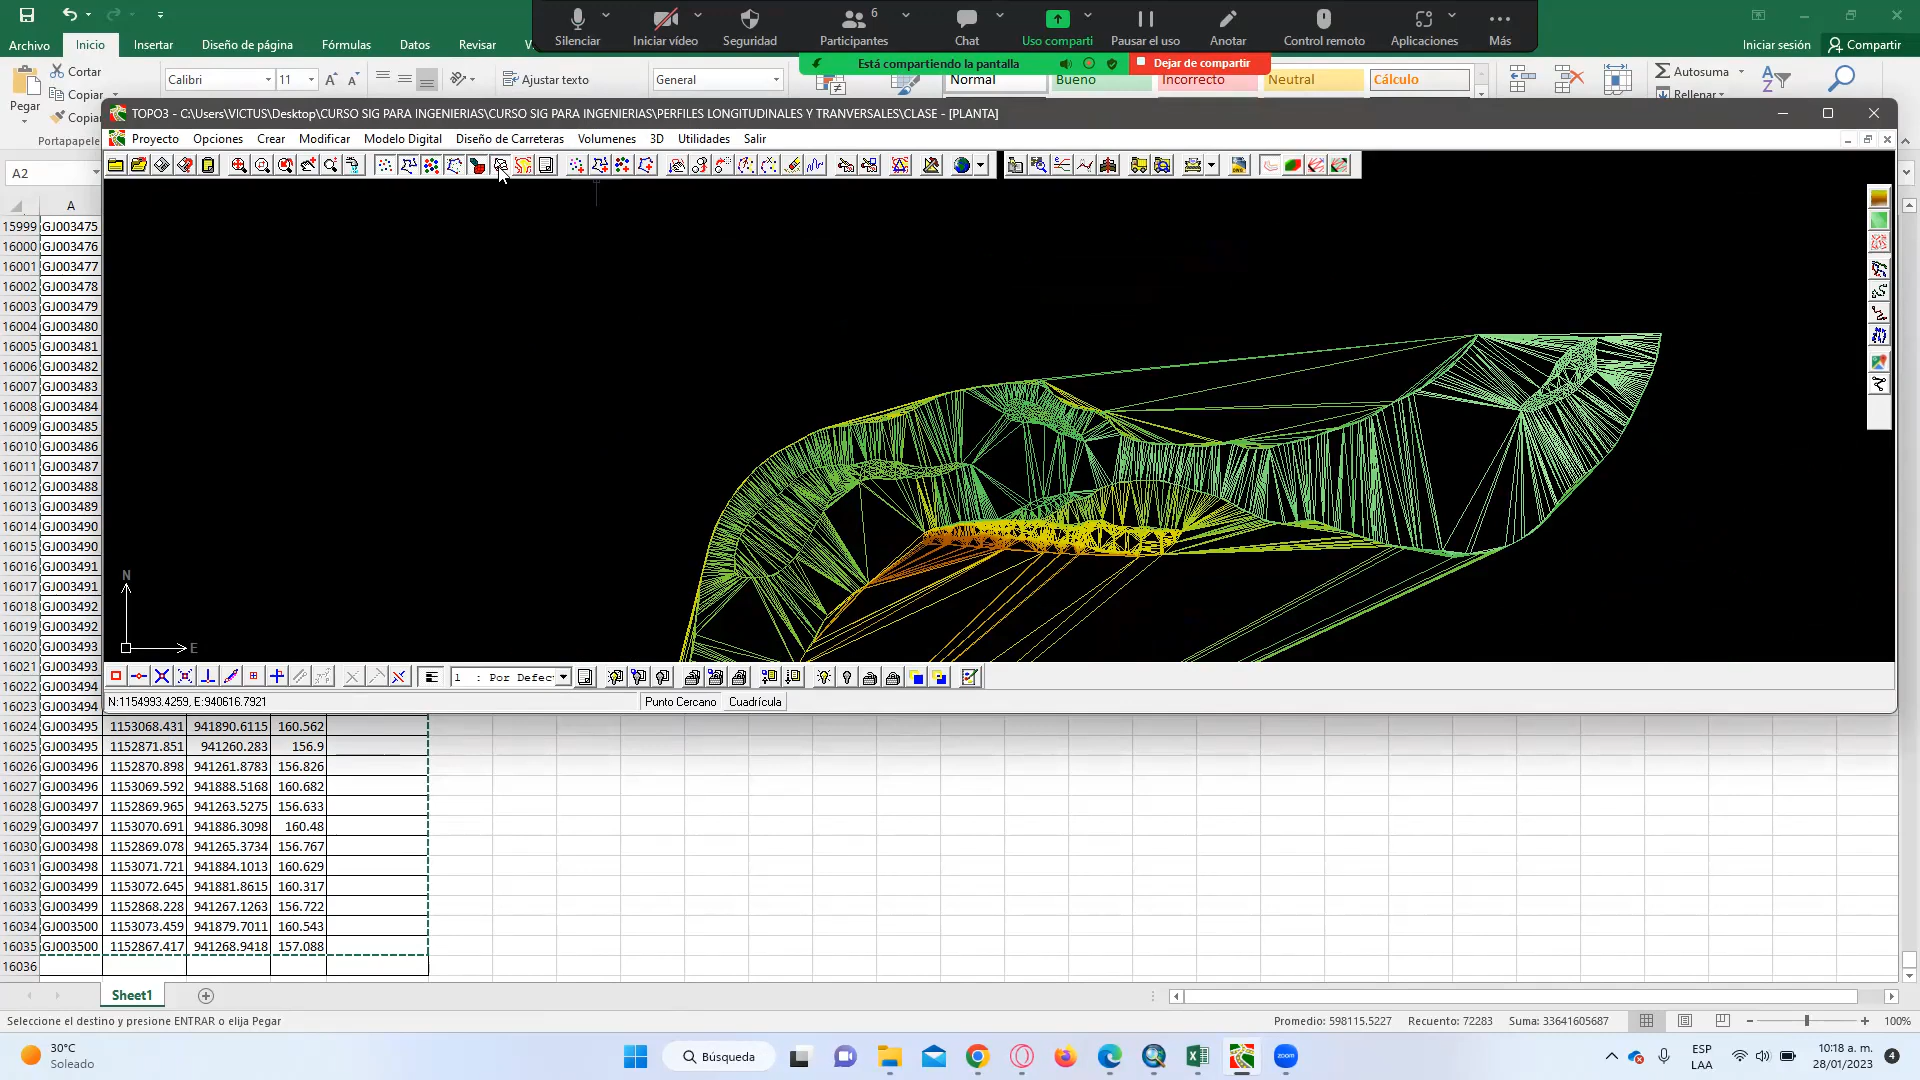 Silenciar
Iniciar vídeo
Seguridad
6
Participantes
Chat
Uso comparti
Pausar el uso
Anotar
Control remoto
Aplicaciones
Más
Está compartiendo la pantalla
Dejar de compartir
Archivo
Inicio
Insertar
Diseño de página
Fórmulas
Datos
Revisar
Iniciar sesión
Compartir
Pegar
Cortar
Copiar
Copiar
Portapapele
Calibri
11
Ajustar texto
General
Normal
Bueno
Incorrecto
Neutral
Cálculo
Autosuma
Rellenar
TOPO3 - C:\Users\VICTUS\Desktop\CURSO SIG PARA INGENIERIAS\CURSO SIG PARA INGENIERIAS\PERFILES LONGITUDINALES Y TRANVERSALES\CLASE - [PLANTA]
Proyecto
Opciones
Crear
Modificar
Modelo Digital
Diseño de Carreteras
Volumenes
3D
Utilidades
Salir
A2
A
15999 GJ003475
16000 GJ003476
16001 GJ003477
16002 GJ003478
16003 GJ003479
16004 GJ003480
16005 GJ003481
16006 GJ003482
16007 GJ003483
16008 GJ003484
16009 GJ003485
16010 GJ003486
16011 GJ003487
16012 GJ003488
16013 GJ003489
16014 GJ003490
16015 GJ003490
16016 GJ003491
16017 GJ003491
16018 GJ003492
16019 GJ003492
16020 GJ003493
16021 GJ003493
16022 GJ003494
16023 GJ003494
N
E
1 : Por Defec
N:1154993.4259, E:940616.7921
Punto Cercano
Cuadrícula
16024 GJ003495 1153068.431 941890.6115 160.562
16025 GJ003495 1152871.851 941260.283 156.9
16026 GJ003496 1152870.898 941261.8783 156.826
16027 GJ003496 1153069.592 941888.5168 160.682
16028 GJ003497 1152869.965 941263.5275 156.633
16029 GJ003497 1153070.691 941886.3098 160.48
16030 GJ003498 1152869.078 941265.3734 156.767
16031 GJ003498 1153071.721 941884.1013 160.629
16032 GJ003499 1153072.645 941881.8615 160.317
16033 GJ003499 1152868.228 941267.1263 156.722
16034 GJ003500 1153073.459 941879.7011 160.543
16035 GJ003500 1152867.417 941268.9418 157.088
16036
Sheet1
Seleccione el destino y presione ENTRAR o elija Pegar
Promedio: 598115.5227
Recuento: 72283
Suma: 33641605687
100%
30°C
Soleado
Búsqueda
zoom
ESP
LAA
10:18 a. m.
28/01/2023
4